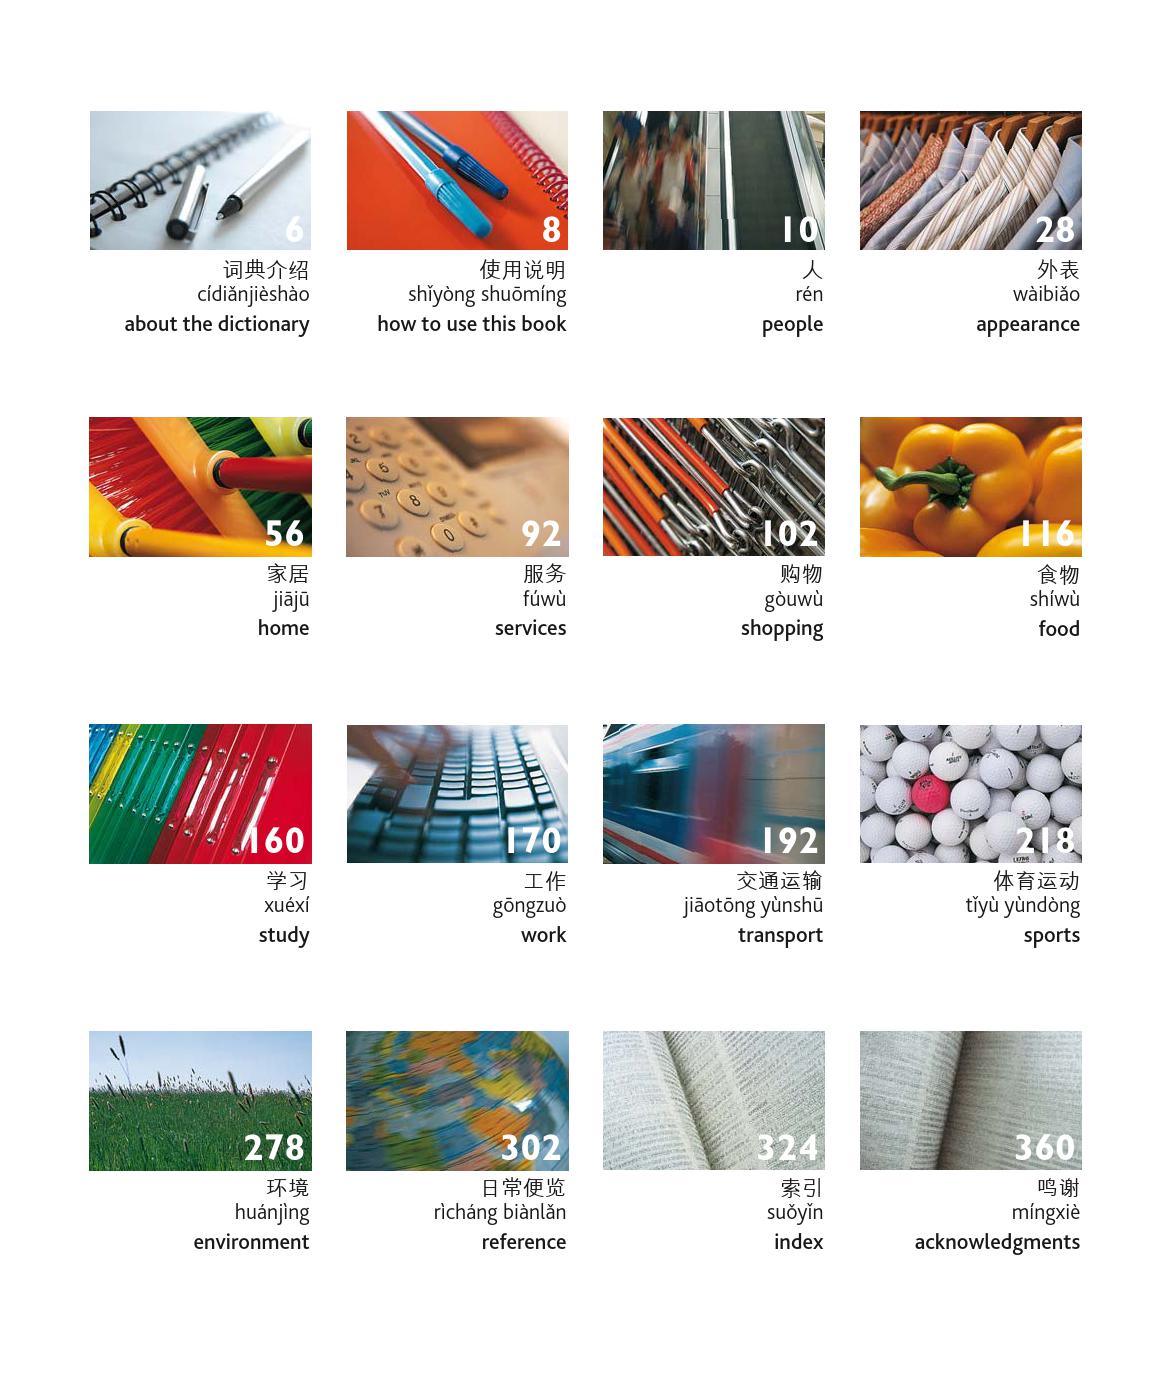 6
词典介绍
cídiǎnjièshào
about the dictionary
8
使用说明
shǐyòng shuōmíng
how to use this book
10
人
rén
people
28
外表
wàibiǎo
appearance
56
家居
jiājū
home
92
服务
fúwù
services
102
购物
gòuwù
shopping
116
食物
shíwù
food
160
学习
xuéxí
study
170
工作
gōngzuò
work
192
交通运输
jiāotōng yùnshū
transport
218
体育运动
tǐyù yùndòng
sports
278
环境
huánjìng
environment
302
日常便览
rìcháng biànlǎn
reference
324
索引
suǒyǐn
index
360
鸣谢
míngxiè
acknowledgments